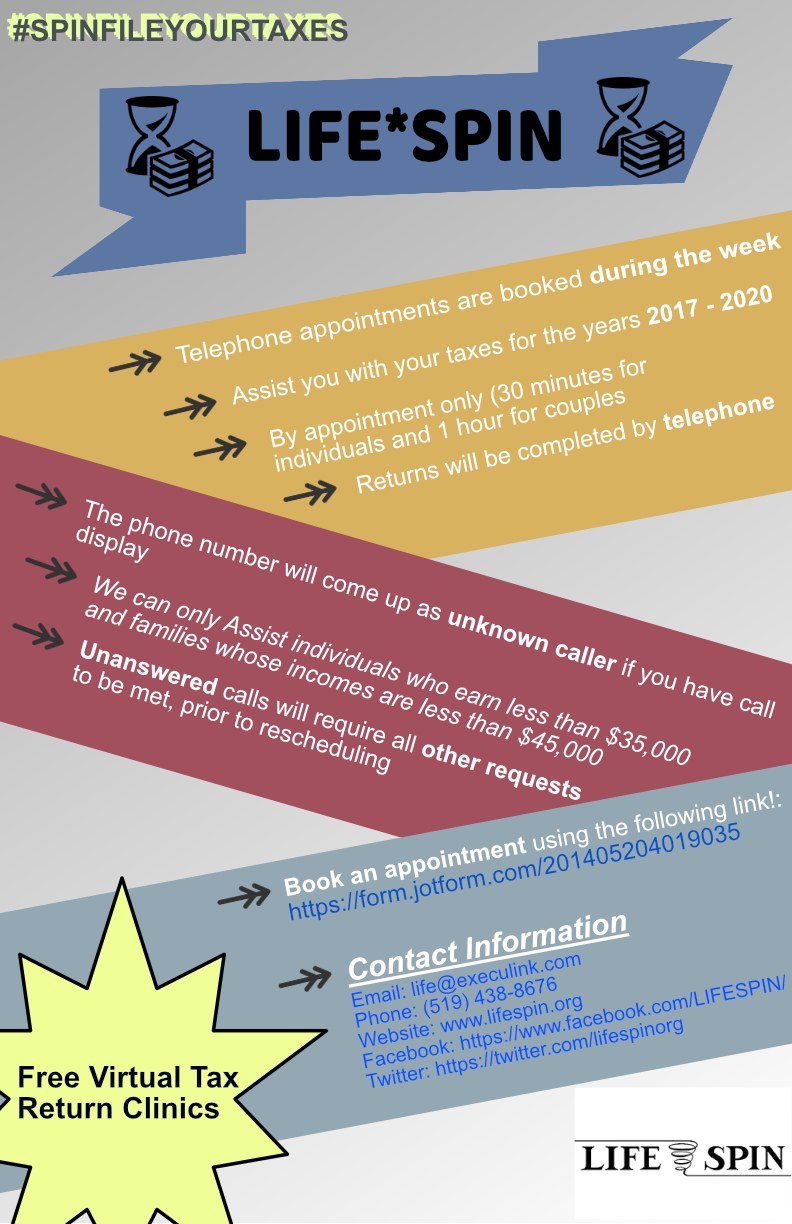 #SPINFILEYOURTAXES
LIFE*SPIN
Telephone appointments are booked during the week
Assist you with your taxes for the years 2017 - 2020
By appointment only (30 minutes for
individuals and 1 hour for couples
Returns will be completed by telephone
The phone number will come up as unknown caller if you have call
display
We can only Assist individuals who earn less than $35,000
and families whose incomes are less than $45,000
Unanswered calls will require all other requests
to be met, prior to rescheduling
Book an appointment using the following link!:
https://form.jotform.com/201405204019035
Contact Information
Email: life@execulink.com
Phone: (519) 438-8676
Website: www.lifespin.org
Facebook: https://www.facebook.com/LIFESPIN/
Twitter: https://twitter.com/lifespinorg
Free Virtual Tax
Return Clinics
LIFE SPIN